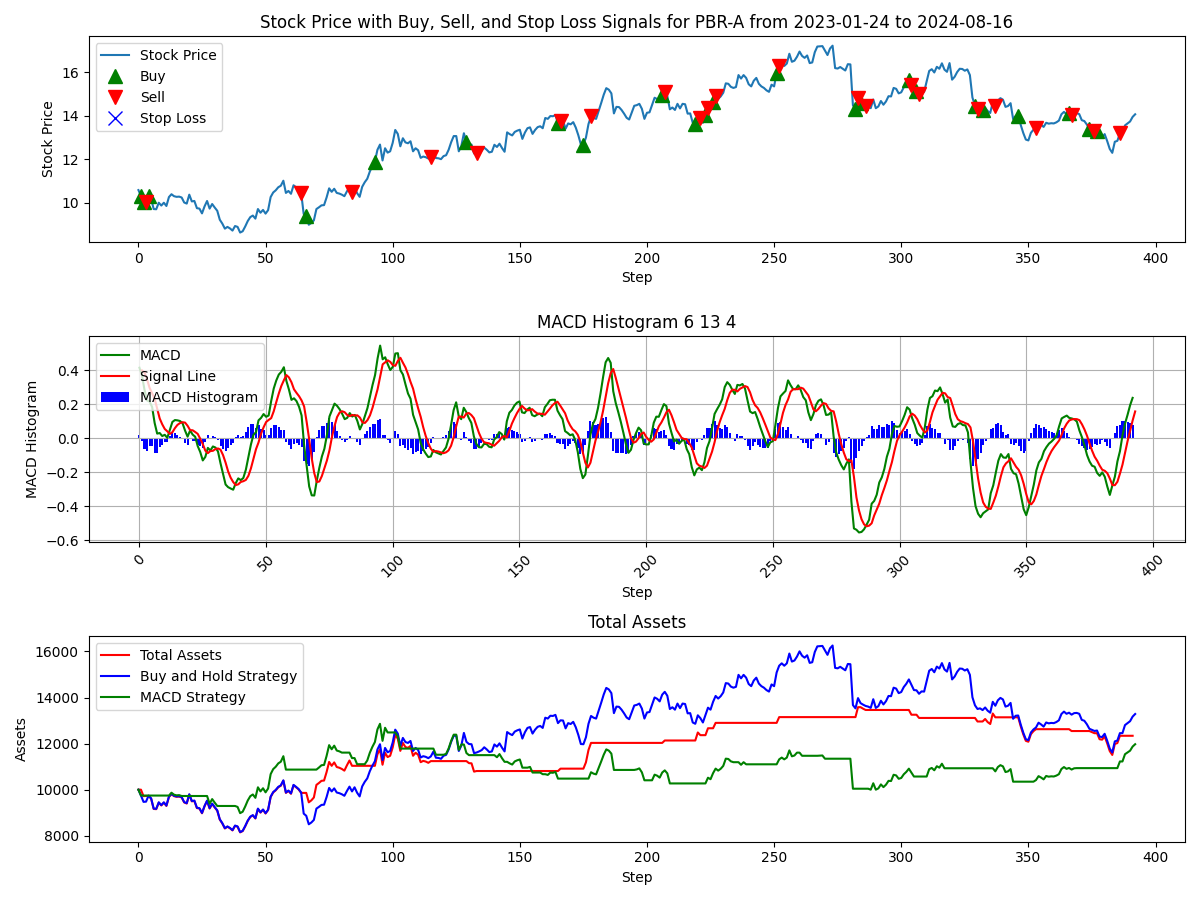 Stock Price with Buy, Sell, and Stop Loss Signals for PBR-A from 2023-01-24 to 2024-08-16
Stock Price
Buy
Sell
Stop Loss
Stock Price
16
14
12
10
0 50 100 150 200 250 300 350 400
Step
MACD Histogram 6 13 4
MACD
Signal Line
MACD Histogram
MACD Histogram
0.4
0.2
0.0
−0.2
−0.4
−0.6
0 50 100 150 200 250 300 350 400
Step
Total Assets
Total Assets
Buy and Hold Strategy
MACD Strategy
Assets
16000
14000
12000
10000
8000
0 50 100 150 200 250 300 350 400
Step